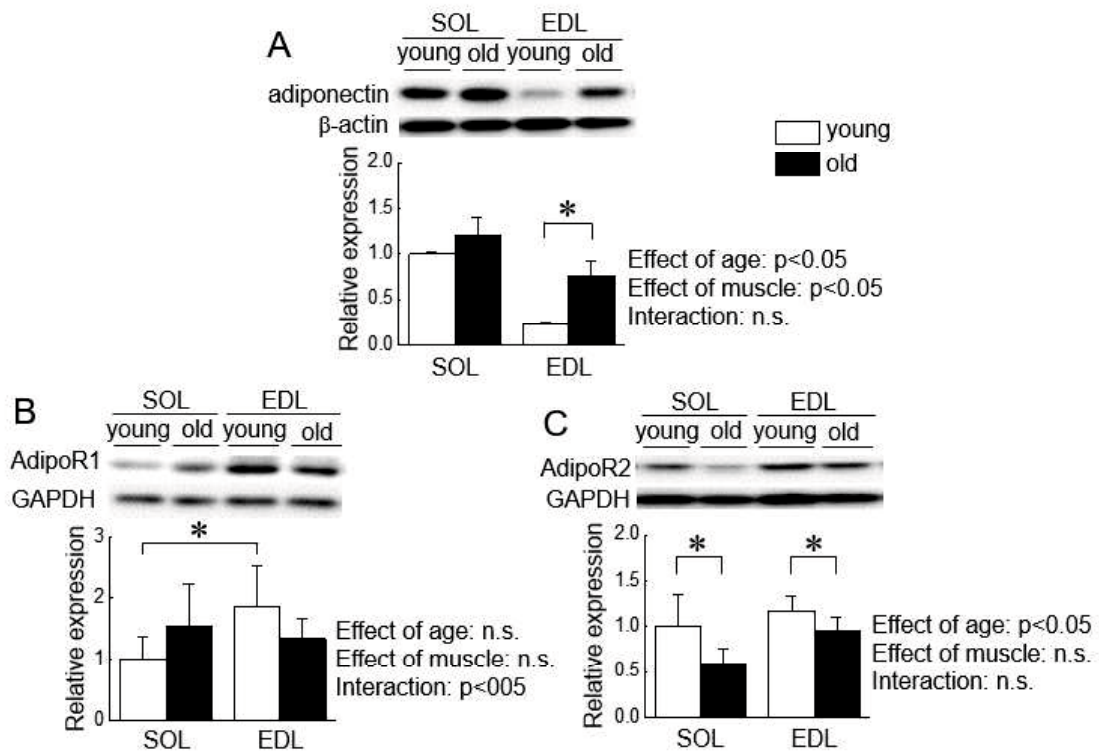 A
SOL EDL
young old young old
adiponectin
β-actin
young
old
Relative expression
2.0
1.5
1.0
0.5
0.0
*
SOL EDL
Effect of age: p<0.05
Effect of muscle: p<0.05
Interaction: n.s.
B
SOL EDL
young old young old
AdipoR1
GAPDH
Relative expression
3
2
1
0
*
SOL EDL
Effect of age: n.s.
Effect of muscle: n.s.
Interaction: p<005
C
SOL EDL
young old young old
AdipoR2
GAPDH
Relative expression
2.0
1.5
1.0
0.5
0.0
* *
SOL EDL
Effect of age: p<0.05
Effect of muscle: n.s.
Interaction: n.s.